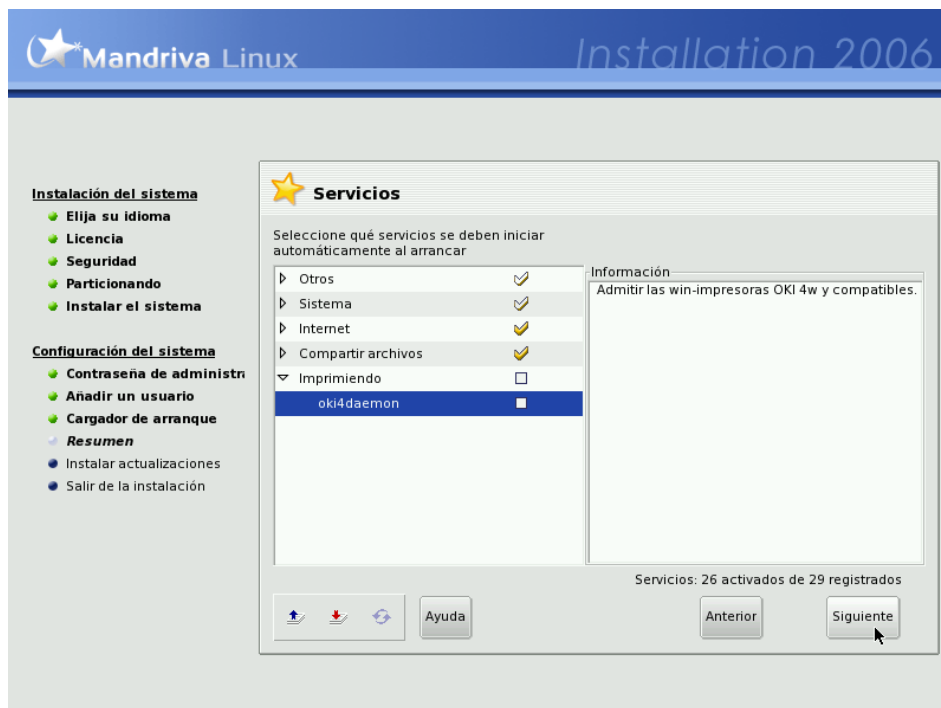 Mandriva Linux
Installation 2006
Instalación del sistema
Elija su idioma
Licencia
Seguridad
Particionando
Instalar el sistema
Configuración del sistema
Contraseña de administra
Añadir un usuario
Cargador de arranque
Resumen
Instalar actualizaciones
Salir de la instalación
Servicios
Seleccione qué servicios se deben iniciar
automáticamente al arrancar
Otros
Sistema
Internet
Compartir archivos
Imprimiendo
oki4daemon
Información
Admitir las win-impresoras OKI 4w y compatibles.
Servicios: 26 activados de 29 registrados
Ayuda
Anterior
Siguiente